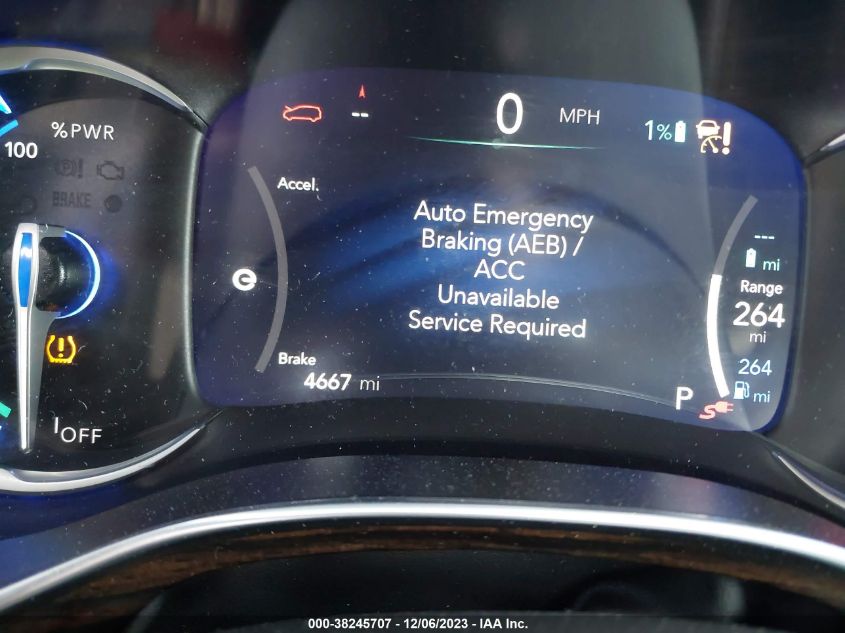 %PWR
100
BRAKE
IOFF
--
0 MPH
1%
Accel.
Auto Emergency
Braking (AEB) /
ACC
Unavailable
Service Required
Brake
4667 mi
---
mi
Range
264
mi
264
mi
P
000-38245707 - 12/06/2023 - IAA Inc.